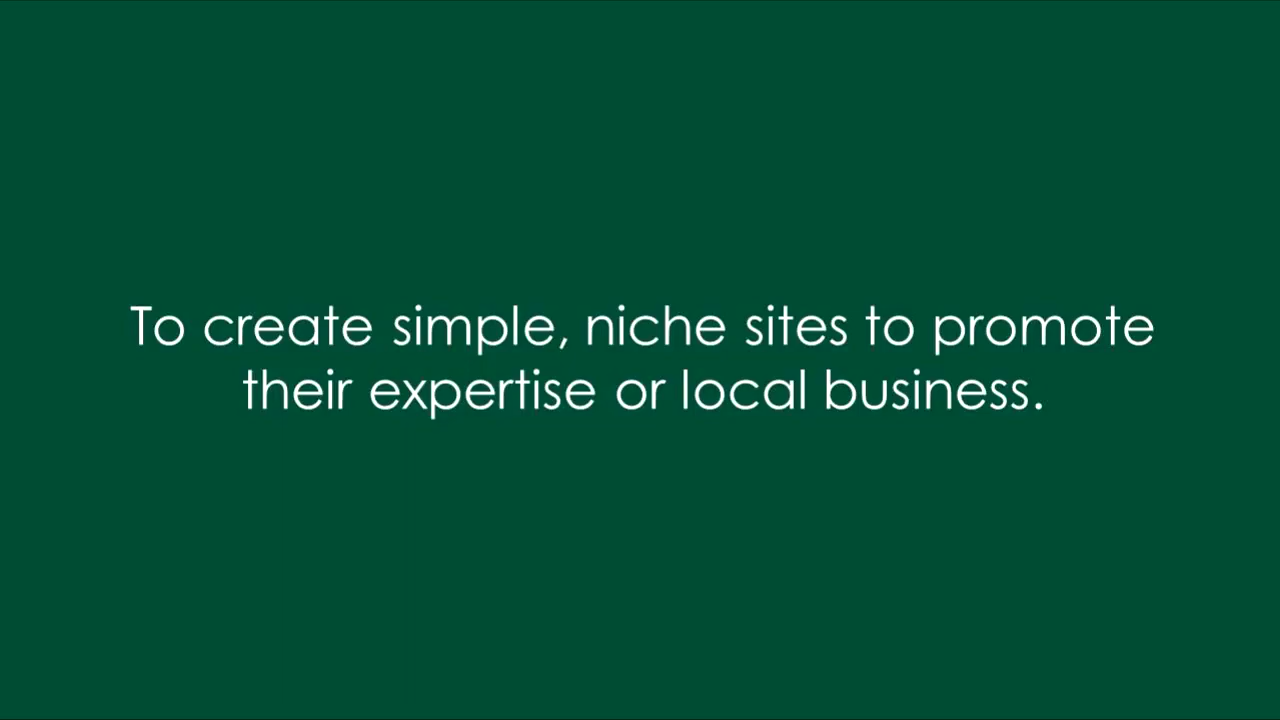 To create simple, niche sites to promote
their expertise or local business.